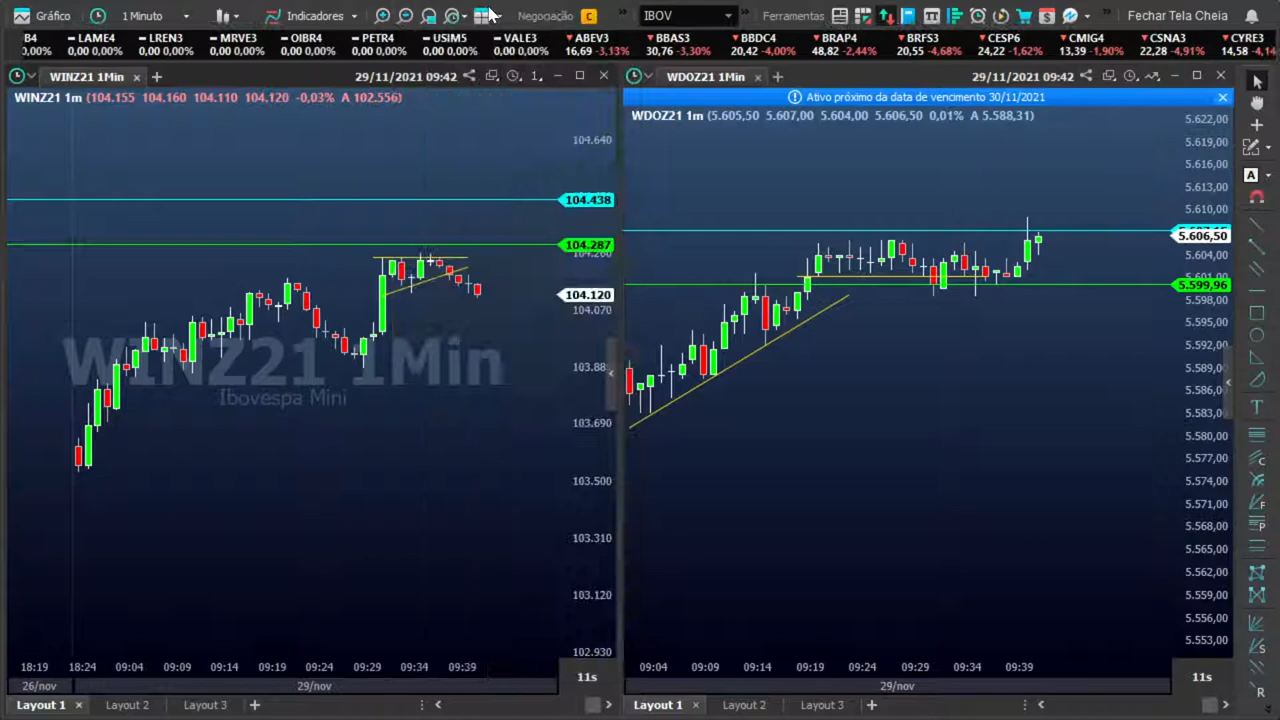 Gráfico 1 Minuto Indicadores Negociação C IBOV Ferramentas Fechar Tela Cheia
B4 LAME4 LREN3 MRVE3 OIBR4 PETR4 USIM5 VALE3 ABEV3 BBAS3 BBDC4 BRAP4 BRFS3 CESP6 CMIG4 CSNA3 CYRE3
0,00% 0,00 0,00% 0,00 0,00% 0,00 0,00% 0,00 0,00% 0,00 0,00% 0,00 0,00% 0,00 0,00% 16,69 -3,13% 30,76 -3,30% 20,42 -4,00% 48,82 -2,44% 20,55 -4,68% 24,22 -1,62% 13,39 -1,90% 22,28 -4,91% 14,58 -4,14
WINZ21 1Min 29/11/2021 09:42
WINZ21 1m (104.155 104.160 104.110 104.120 -0,03% A 102.556)
104.640
104.438
104.287
104.120
104.070
103.88
103.690
103.500
103.310
103.120
102.930
WINZ21 1Min
Ibovespa Mini
18:19 18:24 09:04 09:09 09:14 09:19 09:24 09:29 09:34 09:39
11s
26/nov 29/nov
Layout 1 Layout 2 Layout 3
WDOZ21 1Min 29/11/2021 09:42
Ativo próximo da data de vencimento 30/11/2021
WDOZ21 1m (5.605,50 5.607,00 5.604,00 5.606,50 0,01% A 5.588,31)
5.622,00
5.619,00
5.616,00
5.613,00
5.610,00
5.606,50
5.604,00
5.601,00
5.599,96
5.598,00
5.595,00
5.592,00
5.589,00
5.586,0
5.583,0
5.580,00
5.577,00
5.574,00
5.571,00
5.568,00
5.565,00
5.562,00
5.559,00
5.556,00
5.553,00
09:04 09:09 09:14 09:19 09:24 09:29 09:34 09:39
11s
29/nov
Layout 1 Layout 2 Layout 3